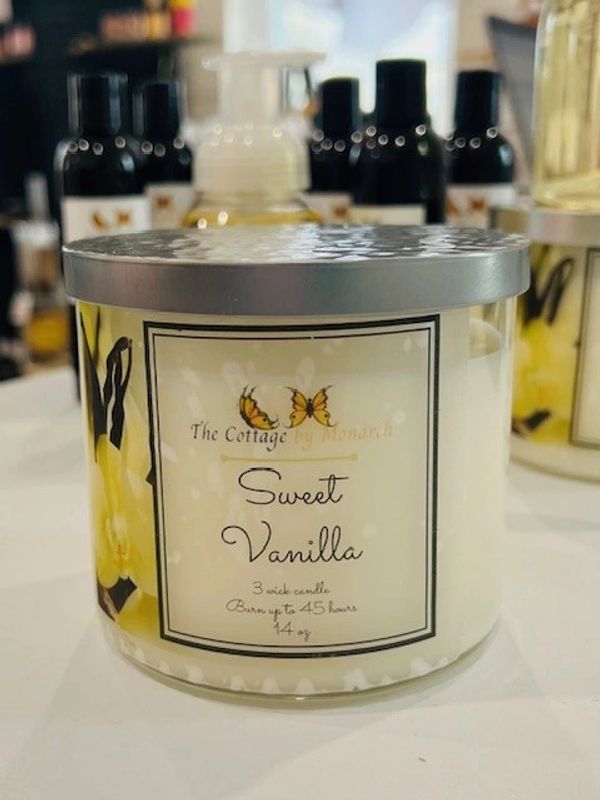 The Cottage by Monarch
Sweet
Vanilla
3 wick candle
Burn up to 45 hours
14 oz